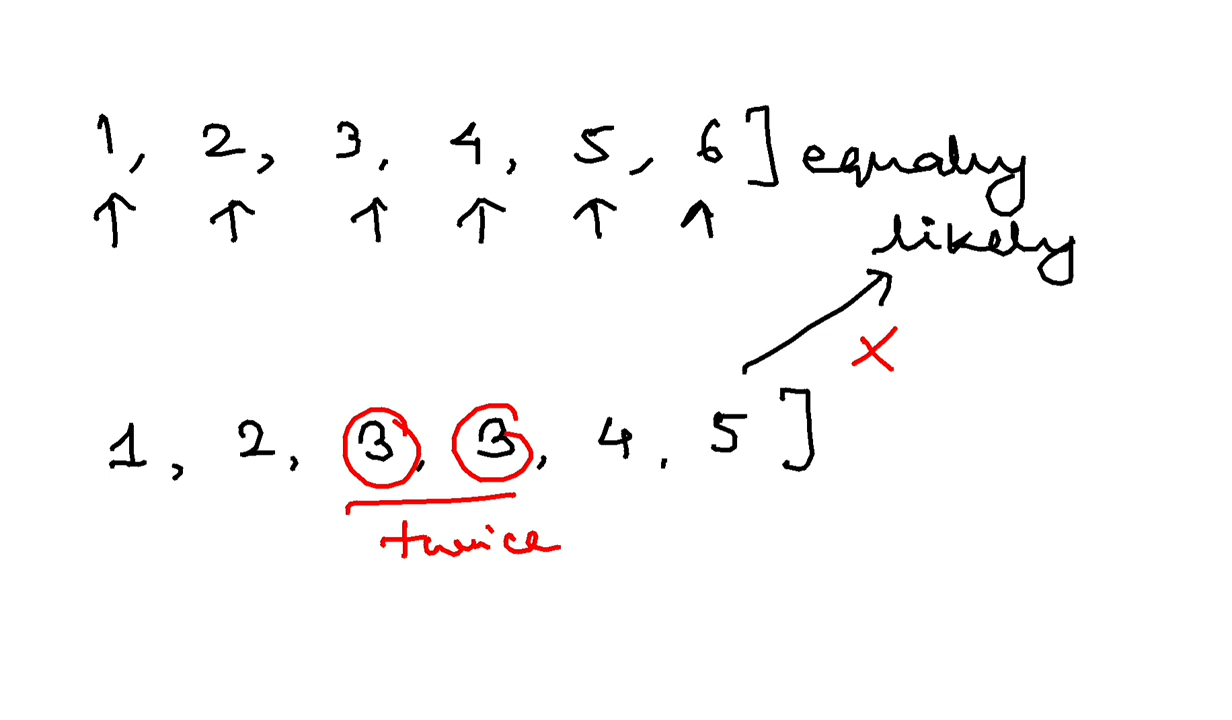 1, 2, 3, 4, 5, 6] equally
↑ ↑ ↑ ↑ ↑ ↑
likely
x
1, 2, 3, 3, 4, 5]
twice